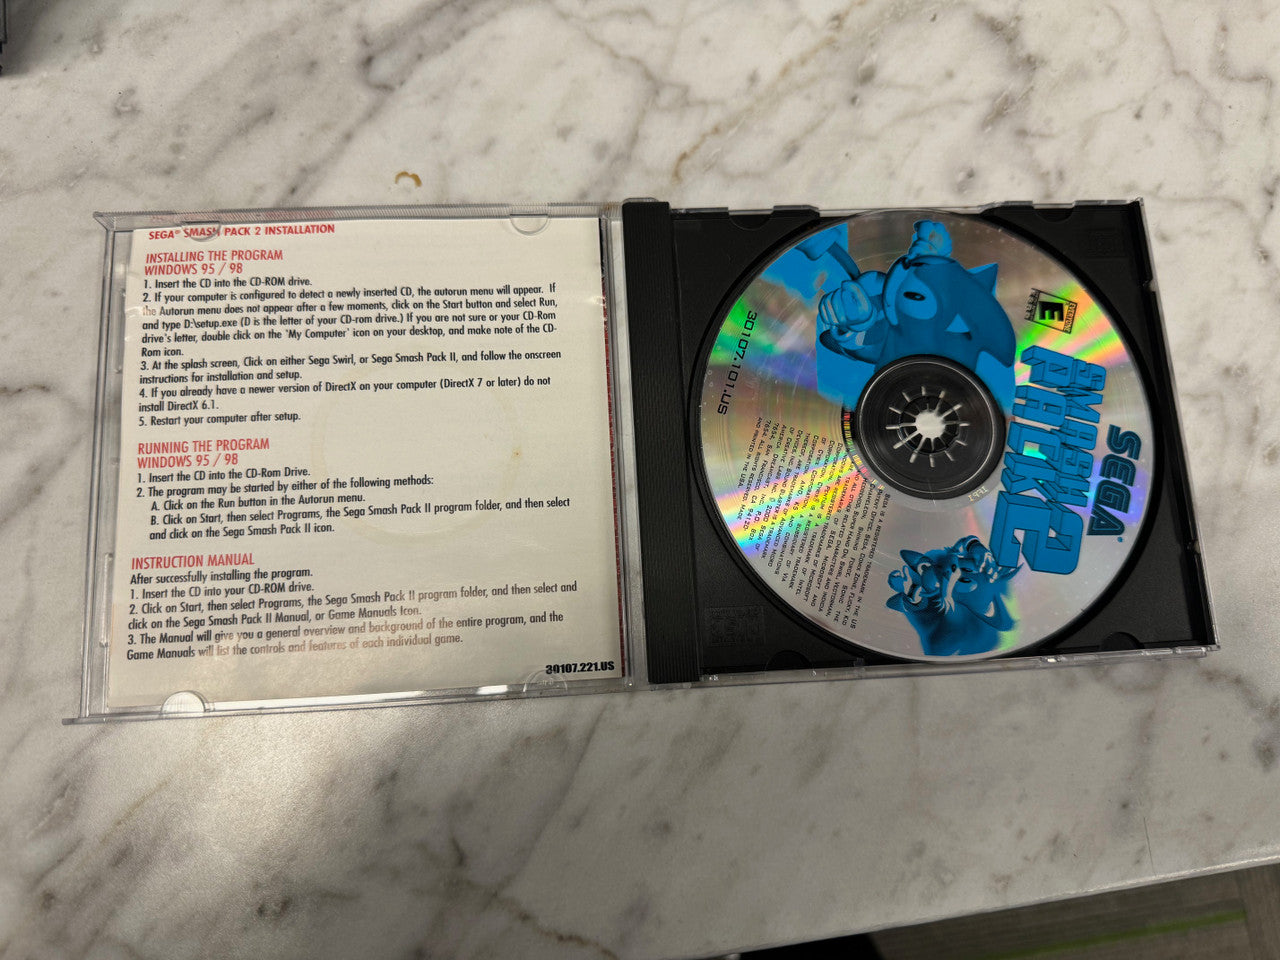 SEGA® SMASH PACK 2 INSTALLATION
INSTALLING THE PROGRAM
WINDOWS 95 / 98
1. Insert the CD into the CD-ROM drive.
2. If your computer is configured to detect a newly inserted CD, the autorun menu will appear. If
the Autorun menu does not appear after a few moments, click on the Start button and select Run,
and type D:\setup.exe (D is the letter of your CD-rom drive.) If you are not sure or your CD-Rom
drive's letter, double click on the 'My Computer' icon on your desktop, and make note of the CD-
Rom icon.
3. At the splash screen, Click on either Sega Swirl, or Sega Smash Pack II, and follow the onscreen
instructions for installation and setup.
4. If you already have a newer version of DirectX on your computer (DirectX 7 or later) do not
install DirectX 6.1.
5. Restart your computer after setup.
RUNNING THE PROGRAM
WINDOWS 95 / 98
1. Insert the CD into the CD-Rom Drive.
2. The program may be started by either of the following methods:
A. Click on the Run button in the Autorun menu.
B. Click on Start, then select Programs, the Sega Smash Pack II program folder, and then select
and click on the Sega Smash Pack II icon.
INSTRUCTION MANUAL
After successfully installing the program.
1. Insert the CD into your CD-ROM drive.
2. Click on Start, then select Programs, the Sega Smash Pack II program folder, and then select and
click on the Sega Smash Pack II Manual, or Game Manuals Icon.
3. The Manual will give you a general overview and background of the entire program, and the
Game Manuals will list the controls and features of each individual game.
30107.221.US
SEGA®
SMASH
PACK 2
E
30107.101.US